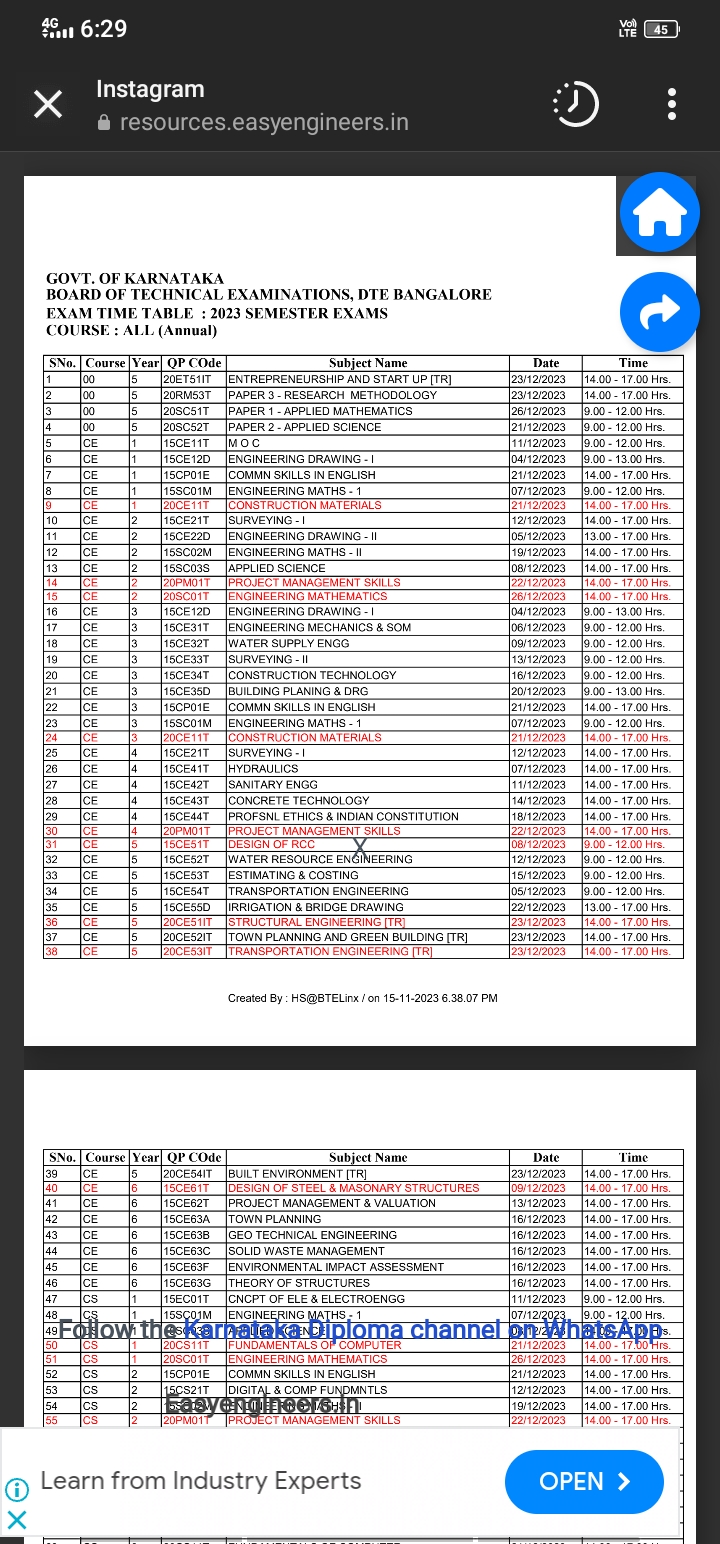 4G 6:29 Vo) LTE 45
Instagram
resources.easyengineers.in
GOVT. OF KARNATAKA
BOARD OF TECHNICAL EXAMINATIONS, DTE BANGALORE
EXAM TIME TABLE : 2023 SEMESTER EXAMS
COURSE : ALL (Annual)
SNo. Course Year QP COde Subject Name Date Time
1 00 5 20ET51IT ENTREPRENEURSHIP AND START UP [TR] 23/12/2023 14.00 - 17.00 Hrs.
2 00 5 20RM53T PAPER 3 - RESEARCH METHODOLOGY 23/12/2023 14.00 - 17.00 Hrs.
3 00 5 20SC51T PAPER 1 - APPLIED MATHEMATICS 26/12/2023 9.00 - 12.00 Hrs.
4 00 5 20SC52T PAPER 2 - APPLIED SCIENCE 21/12/2023 9.00 - 12.00 Hrs.
5 CE 1 15CE11T M O C 11/12/2023 9.00 - 12.00 Hrs.
6 CE 1 15CE12D ENGINEERING DRAWING - I 04/12/2023 9.00 - 13.00 Hrs.
7 CE 1 15CP01E COMMN SKILLS IN ENGLISH 21/12/2023 14.00 - 17.00 Hrs.
8 CE 1 15SC01M ENGINEERING MATHS - 1 07/12/2023 9.00 - 12.00 Hrs.
9 CE 1 20CE11T CONSTRUCTION MATERIALS 21/12/2023 14.00 - 17.00 Hrs.
10 CE 2 15CE21T SURVEYING - I 12/12/2023 14.00 - 17.00 Hrs.
11 CE 2 15CE22D ENGINEERING DRAWING - II 05/12/2023 13.00 - 17.00 Hrs.
12 CE 2 15SC02M ENGINEERING MATHS - II 19/12/2023 14.00 - 17.00 Hrs.
13 CE 2 15SC03S APPLIED SCIENCE 08/12/2023 14.00 - 17.00 Hrs.
14 CE 2 20PM01T PROJECT MANAGEMENT SKILLS 22/12/2023 14.00 - 17.00 Hrs.
15 CE 2 20SC01T ENGINEERING MATHEMATICS 26/12/2023 14.00 - 17.00 Hrs.
16 CE 3 15CE12D ENGINEERING DRAWING - I 04/12/2023 9.00 - 13.00 Hrs.
17 CE 3 15CE31T ENGINEERING MECHANICS & SOM 06/12/2023 9.00 - 12.00 Hrs.
18 CE 3 15CE32T WATER SUPPLY ENGG 09/12/2023 9.00 - 12.00 Hrs.
19 CE 3 15CE33T SURVEYING - II 13/12/2023 9.00 - 12.00 Hrs.
20 CE 3 15CE34T CONSTRUCTION TECHNOLOGY 16/12/2023 9.00 - 12.00 Hrs.
21 CE 3 15CE35D BUILDING PLANING & DRG 20/12/2023 9.00 - 13.00 Hrs.
22 CE 3 15CP01E COMMN SKILLS IN ENGLISH 21/12/2023 14.00 - 17.00 Hrs.
23 CE 3 15SC01M ENGINEERING MATHS - 1 07/12/2023 9.00 - 12.00 Hrs.
24 CE 3 20CE11T CONSTRUCTION MATERIALS 21/12/2023 14.00 - 17.00 Hrs.
25 CE 4 15CE21T SURVEYING - I 12/12/2023 14.00 - 17.00 Hrs.
26 CE 4 15CE41T HYDRAULICS 07/12/2023 14.00 - 17.00 Hrs.
27 CE 4 15CE42T SANITARY ENGG 11/12/2023 14.00 - 17.00 Hrs.
28 CE 4 15CE43T CONCRETE TECHNOLOGY 14/12/2023 14.00 - 17.00 Hrs.
29 CE 4 15CE44T PROFSNL ETHICS & INDIAN CONSTITUTION 18/12/2023 14.00 - 17.00 Hrs.
30 CE 4 20PM01T PROJECT MANAGEMENT SKILLS 22/12/2023 14.00 - 17.00 Hrs.
31 CE 5 15CE51T DESIGN OF RCC 08/12/2023 9.00 - 12.00 Hrs.
X
32 CE 5 15CE52T WATER RESOURCE ENGINEERING 12/12/2023 9.00 - 12.00 Hrs.
33 CE 5 15CE53T ESTIMATING & COSTING 15/12/2023 9.00 - 12.00 Hrs.
34 CE 5 15CE54T TRANSPORTATION ENGINEERING 05/12/2023 9.00 - 12.00 Hrs.
35 CE 5 15CE55D IRRIGATION & BRIDGE DRAWING 22/12/2023 13.00 - 17.00 Hrs.
36 CE 5 20CE51IT STRUCTURAL ENGINEERING [TR] 23/12/2023 14.00 - 17.00 Hrs.
37 CE 5 20CE52IT TOWN PLANNING AND GREEN BUILDING [TR] 23/12/2023 14.00 - 17.00 Hrs.
38 CE 5 20CE53IT TRANSPORTATION ENGINEERING [TR] 23/12/2023 14.00 - 17.00 Hrs.
Created By : HS@BTELinx / on 15-11-2023 6.38.07 PM
SNo. Course Year QP COde Subject Name Date Time
39 CE 5 20CE54IT BUILT ENVIRONMENT [TR] 23/12/2023 14.00 - 17.00 Hrs.
40 CE 6 15CE61T DESIGN OF STEEL & MASONARY STRUCTURES 09/12/2023 14.00 - 17.00 Hrs.
41 CE 6 15CE62T PROJECT MANAGEMENT & VALUATION 13/12/2023 14.00 - 17.00 Hrs.
42 CE 6 15CE63A TOWN PLANNING 16/12/2023 14.00 - 17.00 Hrs.
43 CE 6 15CE63B GEO TECHNICAL ENGINEERING 16/12/2023 14.00 - 17.00 Hrs.
44 CE 6 15CE63C SOLID WASTE MANAGEMENT 16/12/2023 14.00 - 17.00 Hrs.
45 CE 6 15CE63F ENVIRONMENTAL IMPACT ASSESSMENT 16/12/2023 14.00 - 17.00 Hrs.
46 CE 6 15CE63G THEORY OF STRUCTURES 16/12/2023 14.00 - 17.00 Hrs.
47 CS 1 15EC01T CNCPT OF ELE & ELECTROENGG 11/12/2023 9.00 - 12.00 Hrs.
48 CS 1 15SC01M ENGINEERING MATHS - 1 07/12/2023 9.00 - 12.00 Hrs.
49 CS 1 APPLIED SCIENCE
Follow the Karnataka Diploma channel on WhatsApp
50 CS 1 20CS11T FUNDAMENTALS OF COMPUTER 21/12/2023 14.00 - 17.00 Hrs.
51 CS 1 20SC01T ENGINEERING MATHEMATICS 26/12/2023 14.00 - 17.00 Hrs.
52 CS 2 15CP01E COMMN SKILLS IN ENGLISH 21/12/2023 14.00 - 17.00 Hrs.
53 CS 2 15CS21T DIGITAL & COMP FUNDMNTLS 12/12/2023 14.00 - 17.00 Hrs.
54 CS 2 19/12/2023 14.00 - 17.00 Hrs.
Easyengineers.in
55 CS 2 20PM01T PROJECT MANAGEMENT SKILLS 22/12/2023 14.00 - 17.00 Hrs.
Learn from Industry Experts
OPEN